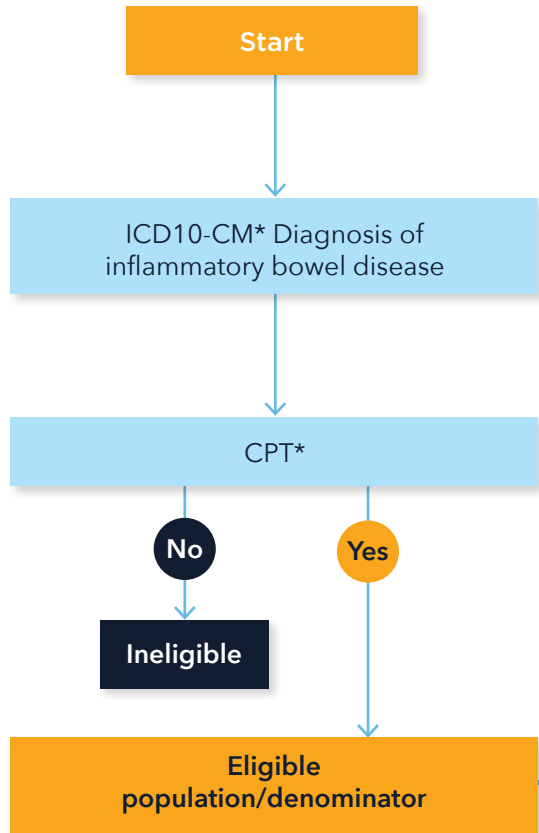 Start
ICD10-CM* Diagnosis of
inflammatory bowel disease
CPT*
No
Yes
Ineligible
Eligible
population/denominator